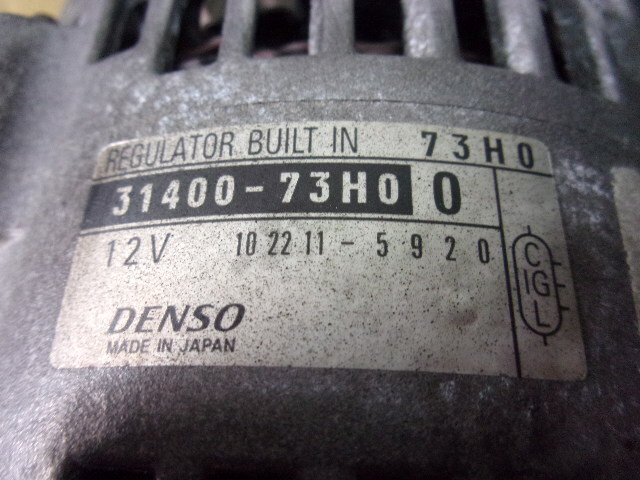 REGULATOR BUILT IN 73H0
31400-73H0 0
12V 102211-5920
DENSO
MADE IN JAPAN
C
IG
L